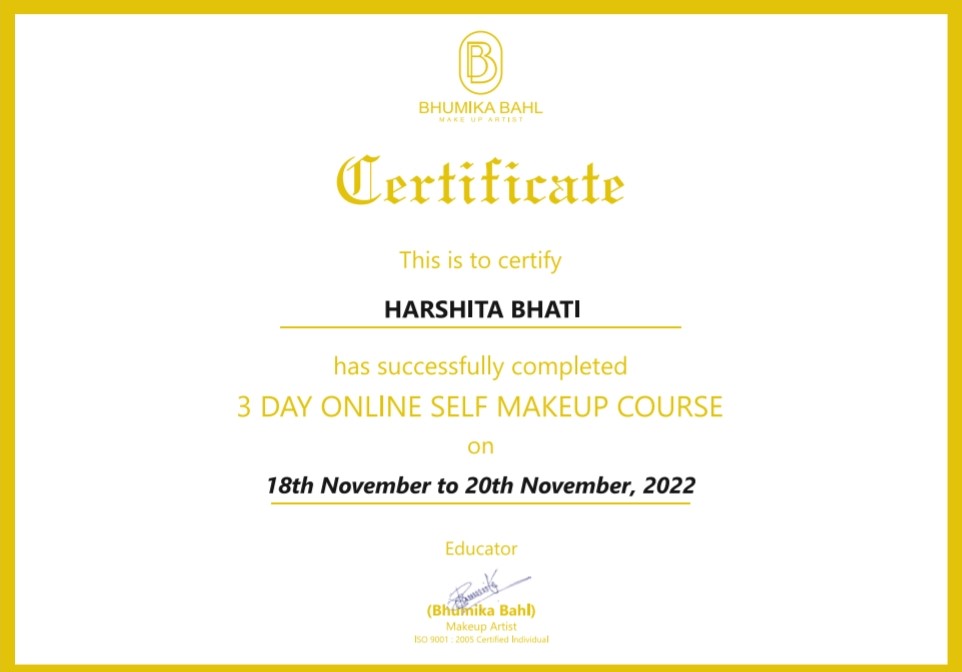 B
BHUMIKA BAHL
MAKE UP ARTIST
Certificate
This is to certify
HARSHITA BHATI
has successfully completed
3 DAY ONLINE SELF MAKEUP COURSE
on
18th November to 20th November, 2022
Educator
(Bhumika Bahl)
Makeup Artist
ISO 9001 : 2005 Certified Individual